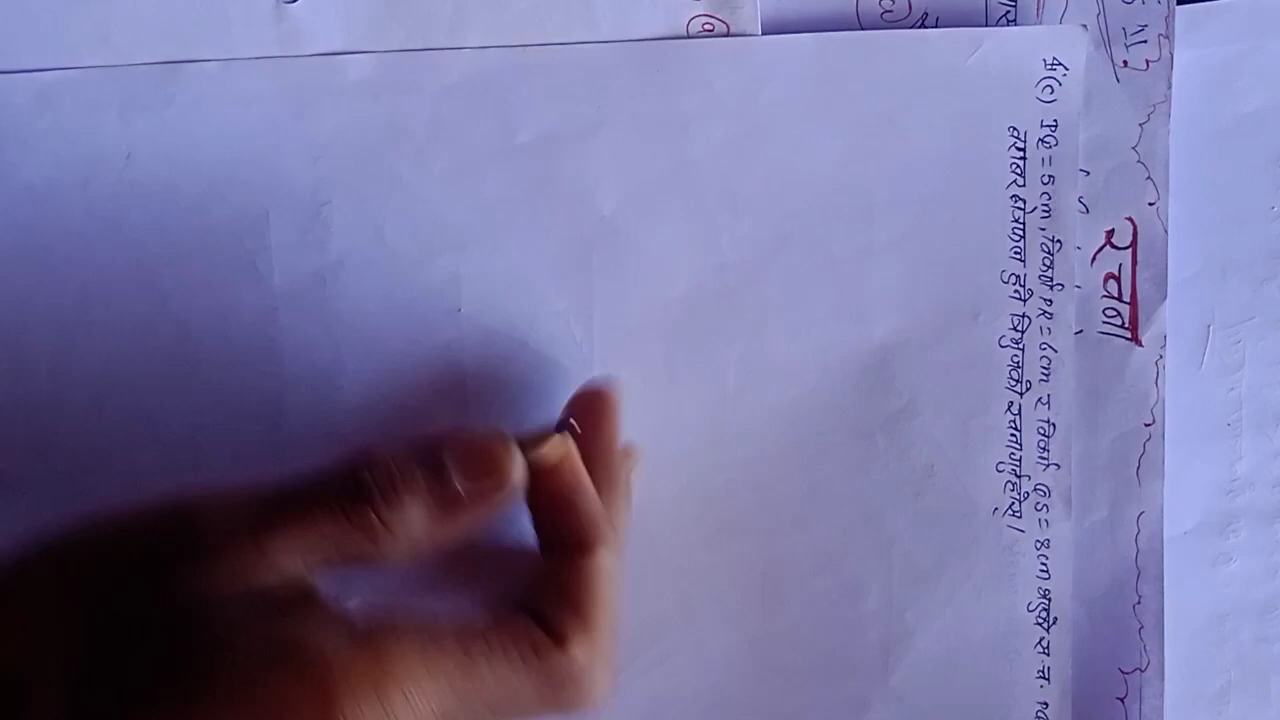 रचना
4(c) PQ = 5 cm, विकर्ण PR = 6 cm र विकर्ण QS = 8 cm भएको स.च.
बराबर क्षेत्रफल हुने त्रिभुजको रचना गर्नुहोस् ।